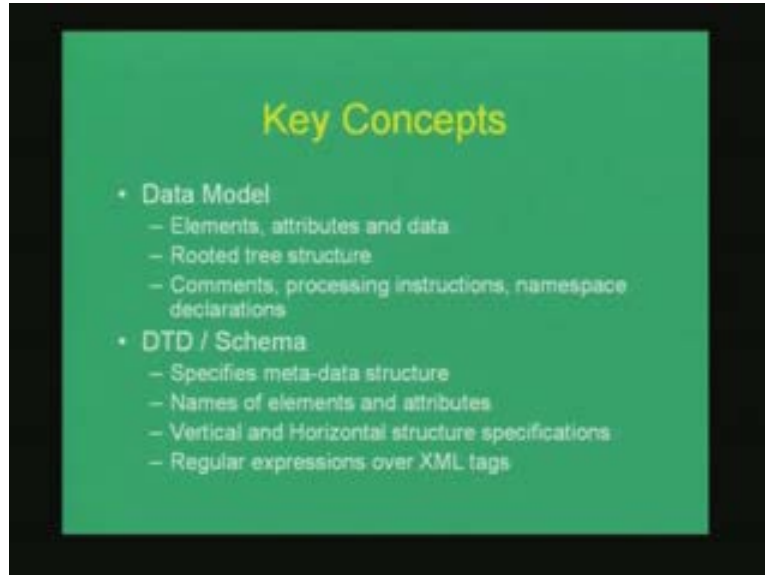 Key Concepts
• Data Model
– Elements, attributes and data
– Rooted tree structure
– Comments, processing instructions, namespace
declarations
• DTD / Schema
– Specifies meta-data structure
– Names of elements and attributes
– Vertical and Horizontal structure specifications
– Regular expressions over XML tags